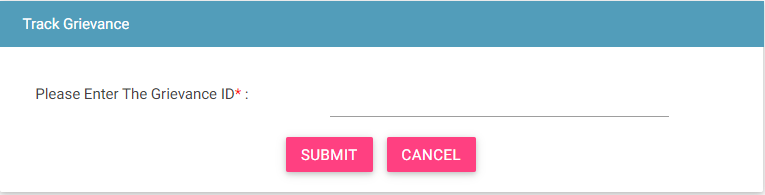 Track Grievance
Please Enter The Grievance ID* :
SUBMIT CANCEL